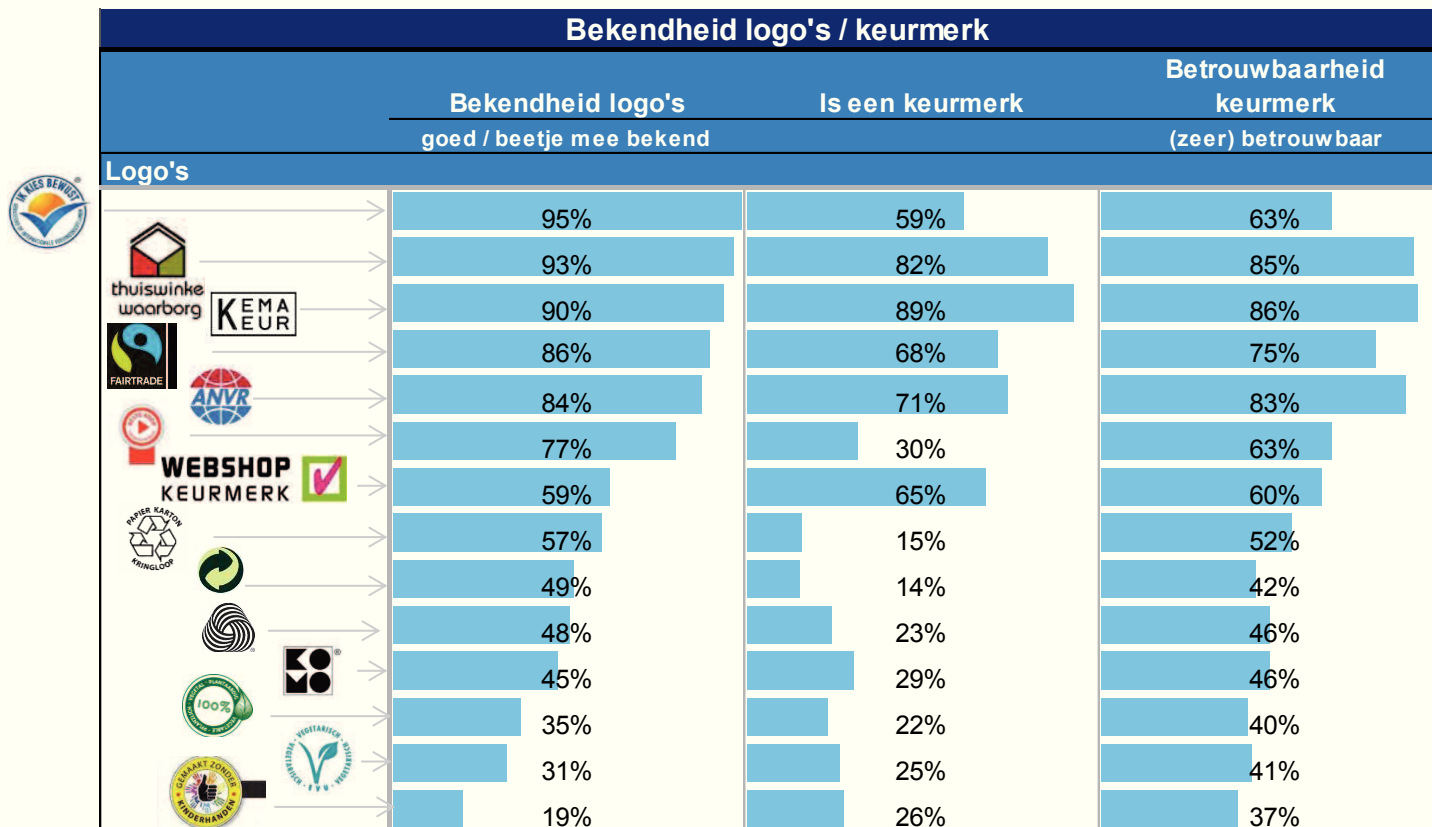 Bekendheid logo's / keurmerk
Betrouwbaarheid
Bekendheid logo's Is een keurmerk keurmerk
goed / beetje mee bekend (zeer) betrouwbaar
Logo's
IK KIES BEWUST
95% 59% 63%
93% 82% 85%
thuiswinke
waarborg
KEMA
KEUR
90% 89% 86%
FAIRTRADE
86% 68% 75%
ANVR
84% 71% 83%
77% 30% 63%
WEBSHOP
KEURMERK
59% 65% 60%
PAPIER KARTON
KRINGLOOP
57% 15% 52%
49% 14% 42%
48% 23% 46%
KOMO
45% 29% 46%
100%
35% 22% 40%
VEGETARISCH
31% 25% 41%
GEMAAKT ZONDER
KINDERHANDEN
19% 26% 37%